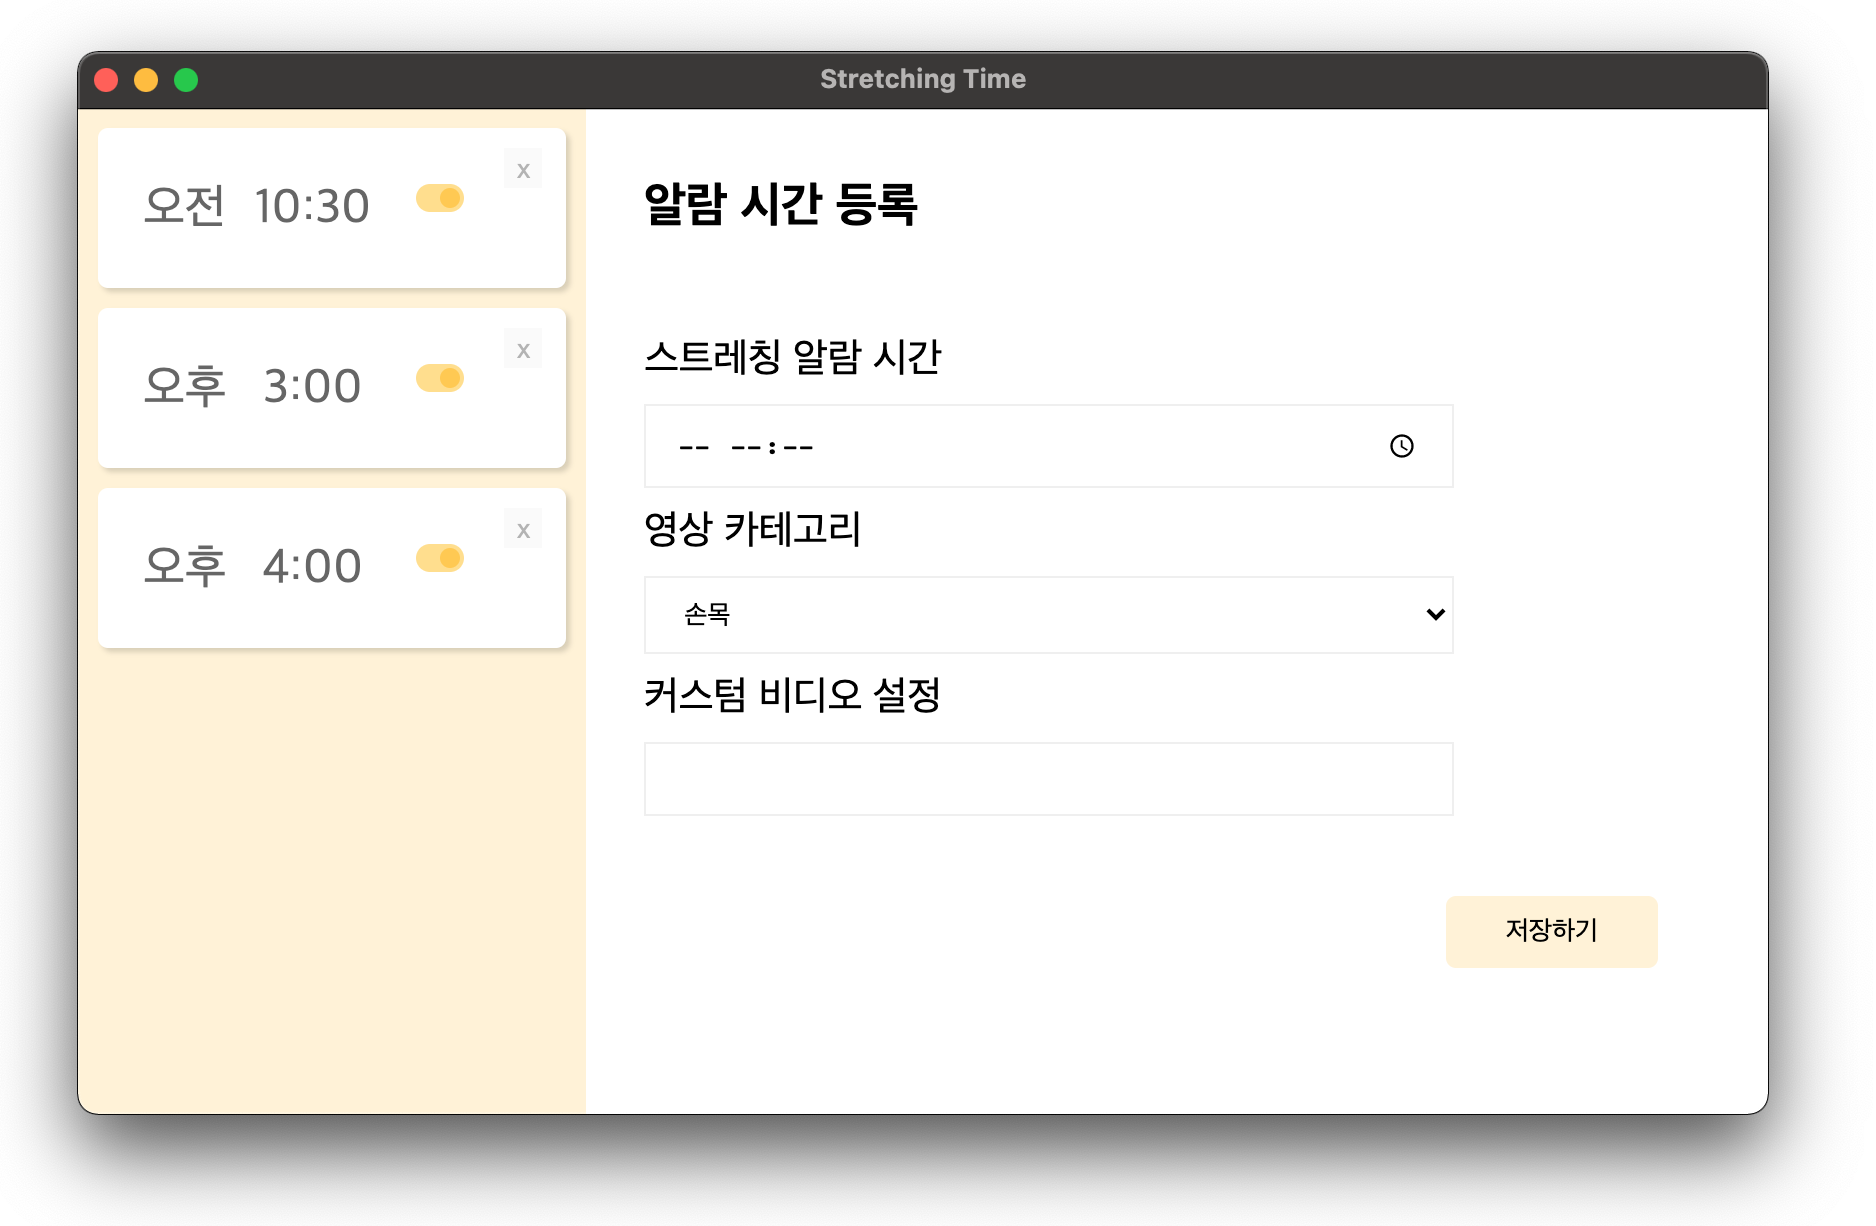 Stretching Time
오전 10:30
x
오후 3:00
x
오후 4:00
x
알람 시간 등록
스트레칭 알람 시간
-- --:--
영상 카테고리
손목
커스텀 비디오 설정
저장하기